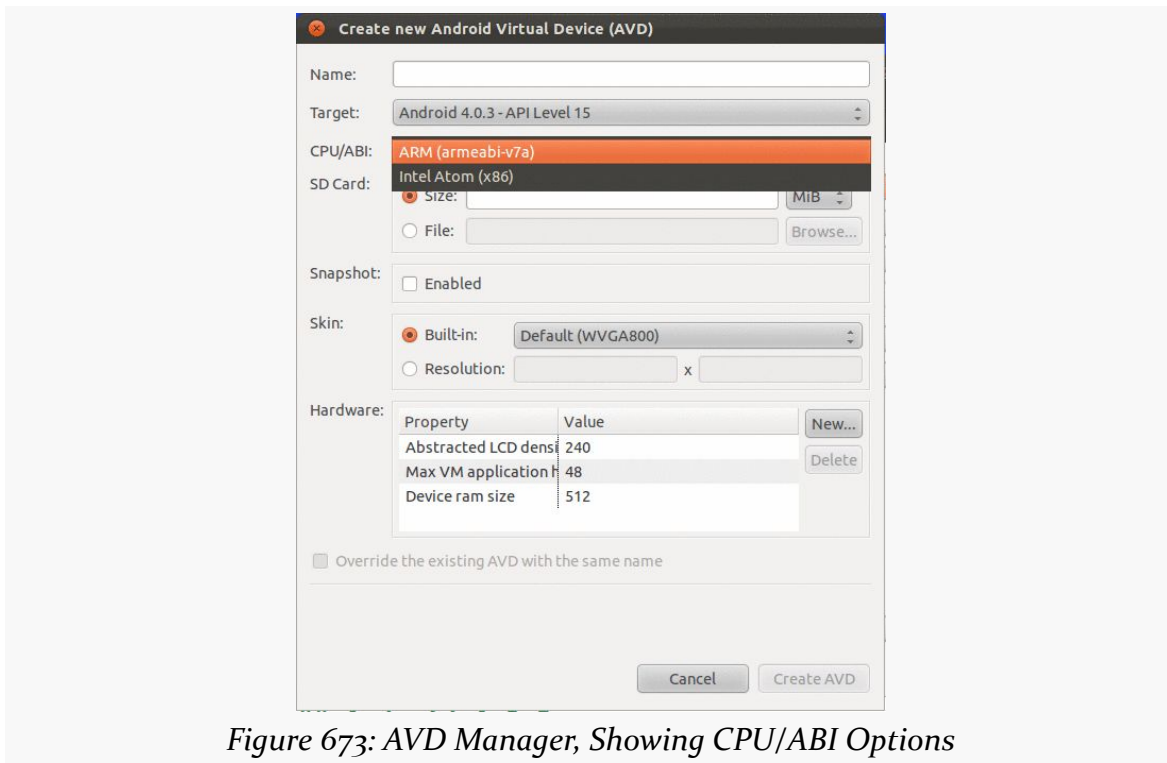 Create new Android Virtual Device (AVD)
Name:
Target: Android 4.0.3 - API Level 15
CPU/ABI: ARM (armeabi-v7a)
Intel Atom (x86)
SD Card:
Size: MiB
File: Browse...
Snapshot:
Enabled
Skin:
Built-in: Default (WVGA800)
Resolution: x
Hardware:
Property Value New...
Abstracted LCD densi 240
Delete
Max VM application h 48
Device ram size 512
Override the existing AVD with the same name
Cancel Create AVD
Figure 673: AVD Manager, Showing CPU/ABI Options